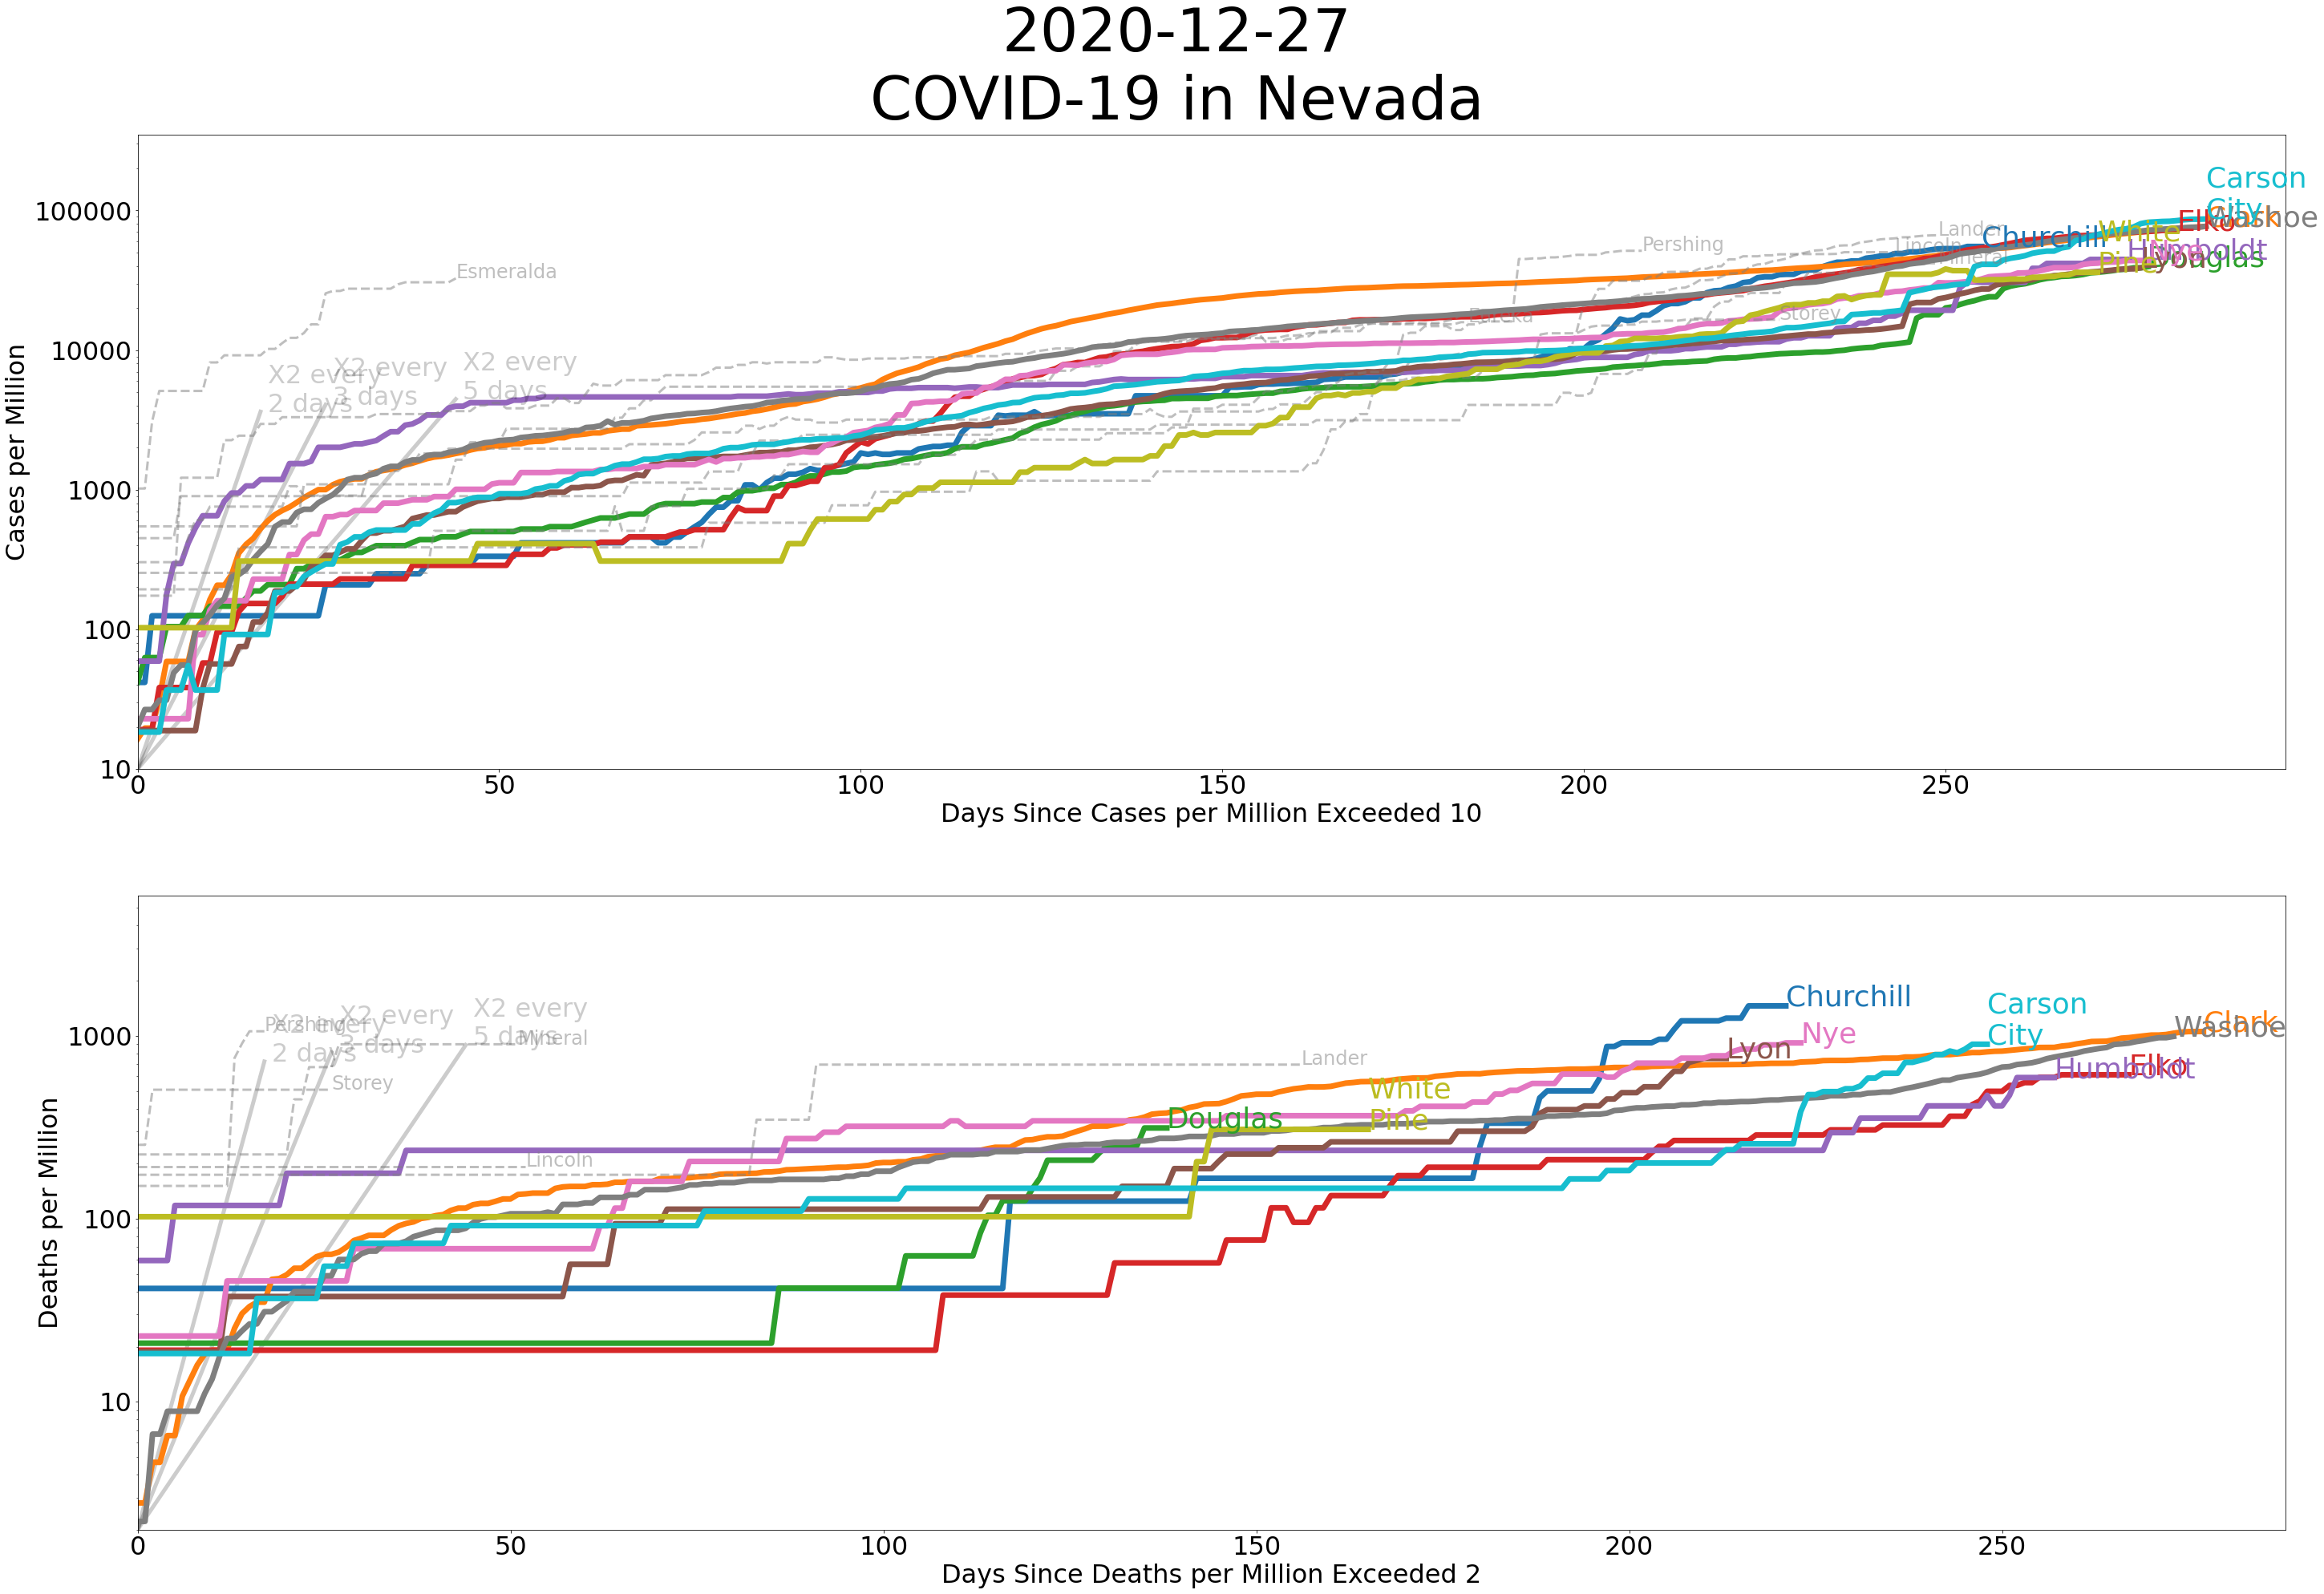 2020-12-27
COVID-19 in Nevada
Cases per Million
100000
10000
1000
100
10
0
50
100
150
200
250
Days Since Cases per Million Exceeded 10
Esmeralda
X2 every
2 days
X2 every
3 days
X2 every
5 days
Eureka
Pershing
Storey
Lincoln
Lander
Mineral
Churchill
White
Pine
Humboldt
Nye
Lyon
Elko
Douglas
Carson
City
Clark
Washoe
Deaths per Million
1000
100
10
0
50
100
150
200
250
Days Since Deaths per Million Exceeded 2
Pershing
X2 every
2 days
X2 every
3 days
X2 every
5 days
Mineral
Storey
Lincoln
Lander
Douglas
White
Pine
Lyon
Churchill
Nye
Carson
City
Humboldt
Elko
Washoe
Clark